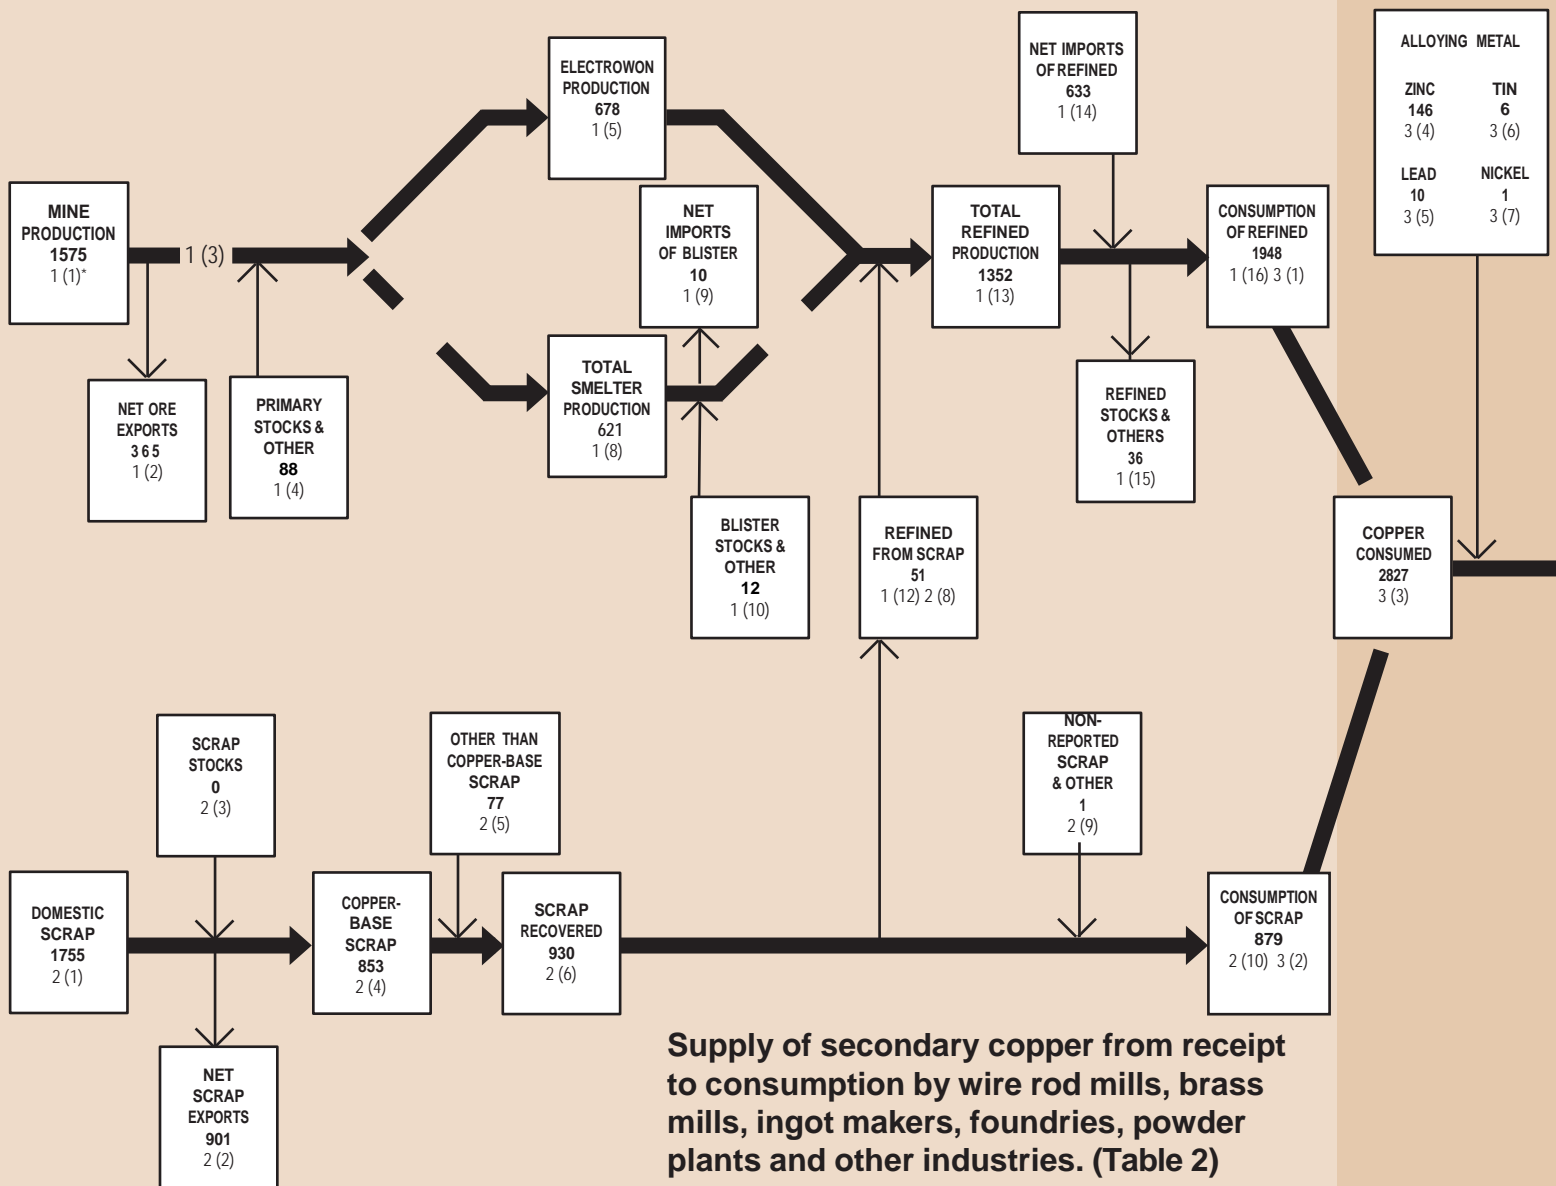 MINE
PRODUCTION
1575
1 (1)*
1 (3)
NET ORE
EXPORTS
365
1 (2)
PRIMARY
STOCKS &
OTHER
88
1 (4)
ELECTROWON
PRODUCTION
678
1 (5)
NET
IMPORTS
OF BLISTER
10
1 (9)
TOTAL
SMELTER
PRODUCTION
621
1 (8)
BLISTER
STOCKS &
OTHER
12
1 (10)
REFINED
FROM SCRAP
51
1 (12) 2 (8)
TOTAL
REFINED
PRODUCTION
1352
1 (13)
NET IMPORTS
OF REFINED
633
1 (14)
REFINED
STOCKS &
OTHERS
36
1 (15)
CONSUMPTION
OF REFINED
1948
1 (16) 3 (1)
ALLOYING METAL
ZINC TIN
146 6
3 (4) 3 (6)
LEAD NICKEL
10 1
3 (5) 3 (7)
COPPER
CONSUMED
2827
3 (3)
DOMESTIC
SCRAP
1755
2 (1)
SCRAP
STOCKS
0
2 (3)
NET
SCRAP
EXPORTS
901
2 (2)
COPPER-
BASE
SCRAP
853
2 (4)
OTHER THAN
COPPER-BASE
SCRAP
77
2 (5)
SCRAP
RECOVERED
930
2 (6)
NON-
REPORTED
SCRAP
& OTHER
1
2 (9)
CONSUMPTION
OF SCRAP
879
2 (10) 3 (2)
Supply of secondary copper from receipt
to consumption by wire rod mills, brass
mills, ingot makers, foundries, powder
plants and other industries. (Table 2)